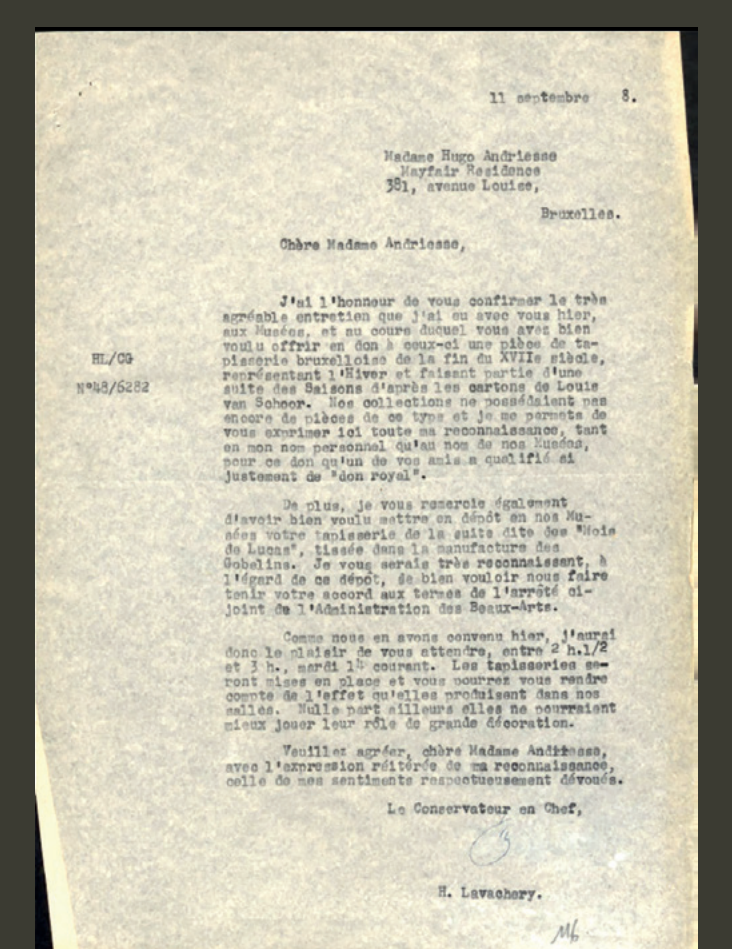 11 septembre 8.
Madame Hugo Andriesse
Mayfair Residence
381, avenue Louise,
Bruxelles.
Chère Madame Andriesse,
J'ai l'honneur de vous confirmer le très
agréable entretien que j'ai eu avec vous hier,
aux Musées, et au cours duquel vous avez bien
voulu offrir en don à ceux-ci une pièce de ta-
pisserie bruxelloise de la fin du XVIIe siècle,
HL/CG
représentant l'Hiver et faisant partie d'une
N°48/6282
suite des Saisons d'après les cartons de Louis
van Schoor. Nos collections ne possédaient pas
encore de pièces de ce type et je me permets de
vous exprimer ici toute ma reconnaissance, tant
en mon nom personnel qu'au nom de nos Musées,
pour ce don qu'un de vos amis a qualifié si
justement de "don royal".
De plus, je vous remercie également
d'avoir bien voulu mettre en dépôt en nos Mu-
sées votre tapisserie de la suite dite des "Mois
de Lucas", tissée dans la manufacture des
Gobelins. Je vous serais très reconnaissant, à
l'égard de ce dépôt, de bien vouloir nous faire
tenir votre accord aux termes de l'arrêté ci-
joint de l'Administration des Beaux-Arts.
Comme nous en avons convenu hier, j'aurai
donc le plaisir de vous attendre, entre 2 h.1/2
et 3 h., mardi 14 courant. Les tapisseries se-
ront mises en place et vous pourrez vous rendre
compte de l'effet qu'elles produisent dans nos
salles. Nulle part ailleurs elles ne pourraient
mieux jouer leur rôle de grande décoration.
Veuillez agréer, chère Madame Andriesse,
avec l'expression réitérée de ma reconnaissance,
celle de mes sentiments respectueusement dévoués.
Le Conservateur en Chef,
H. Lavachery.